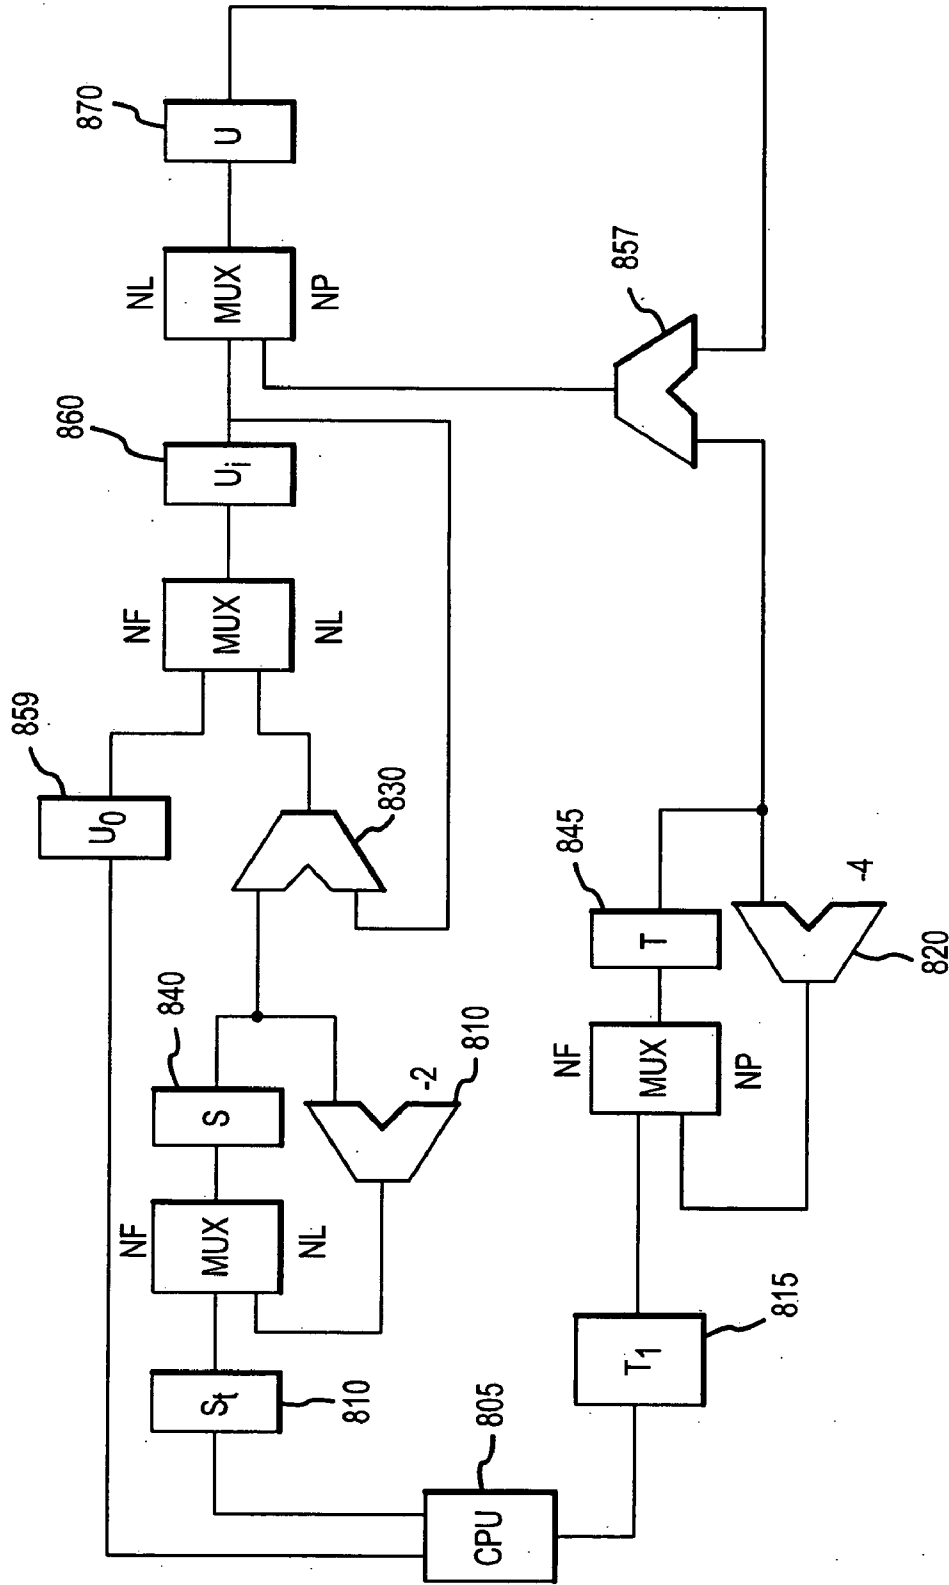 859
860
870
U0
840
NF
NF
NL
St
MUX
S
MUX
Ui
MUX
U
NL
NL
NP
810
830
-2
805
810
CPU
NF
845
857
T1
MUX
T
NP
815
-4
820